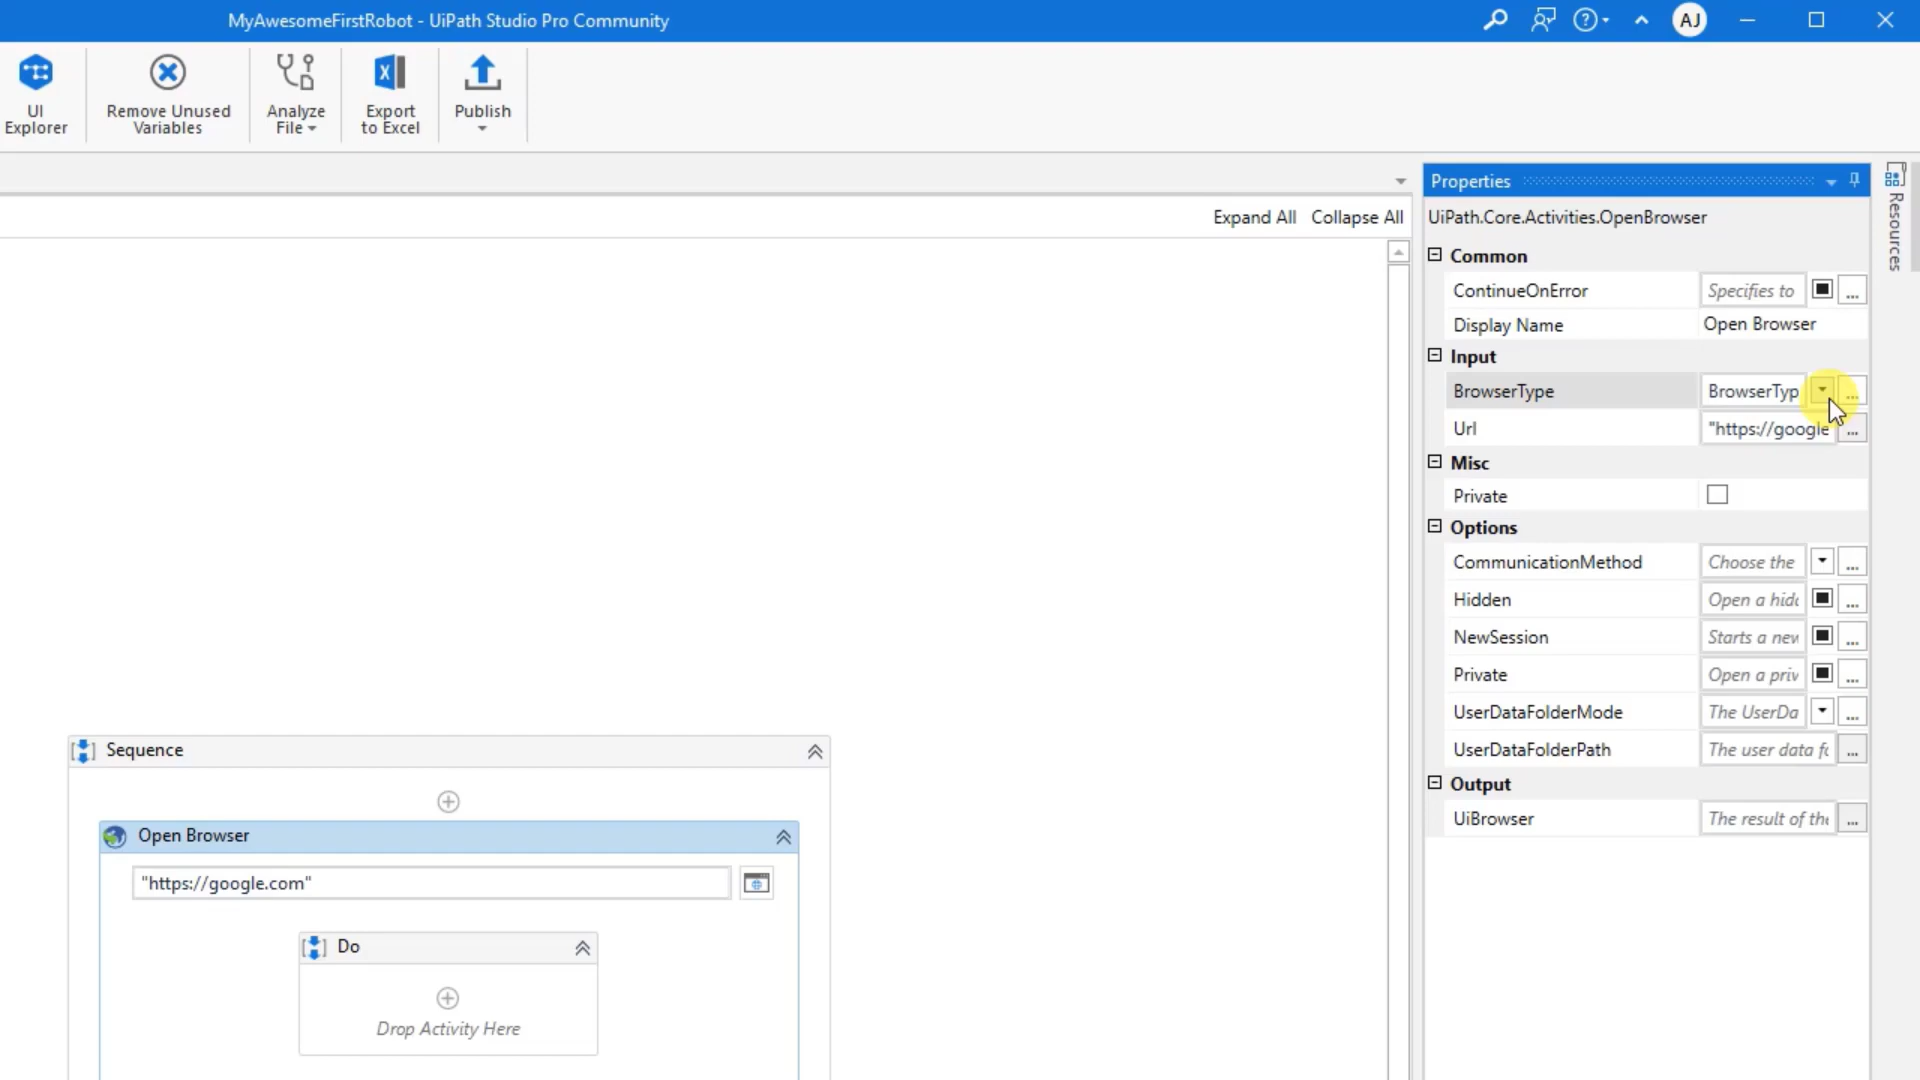 MyAwesomeFirstRobot - UiPath Studio Pro Community
AJ
UI
Explorer
Remove Unused
Variables
Analyze
File
Export
to Excel
Publish
Expand All Collapse All
Properties
UiPath.Core.Activities.OpenBrowser
Common
ContinueOnError Specifies to ...
Display Name Open Browser
Input
BrowserType BrowserTyp ...
Url "https://google ...
Misc
Private
Options
CommunicationMethod Choose the ...
Hidden Open a hid ...
NewSession Starts a nev ...
Private Open a priv ...
UserDataFolderMode The UserDa ...
UserDataFolderPath The user data fo ...
Output
UiBrowser The result of the ...
Resources
Sequence
Open Browser
"https://google.com"
Do
Drop Activity Here